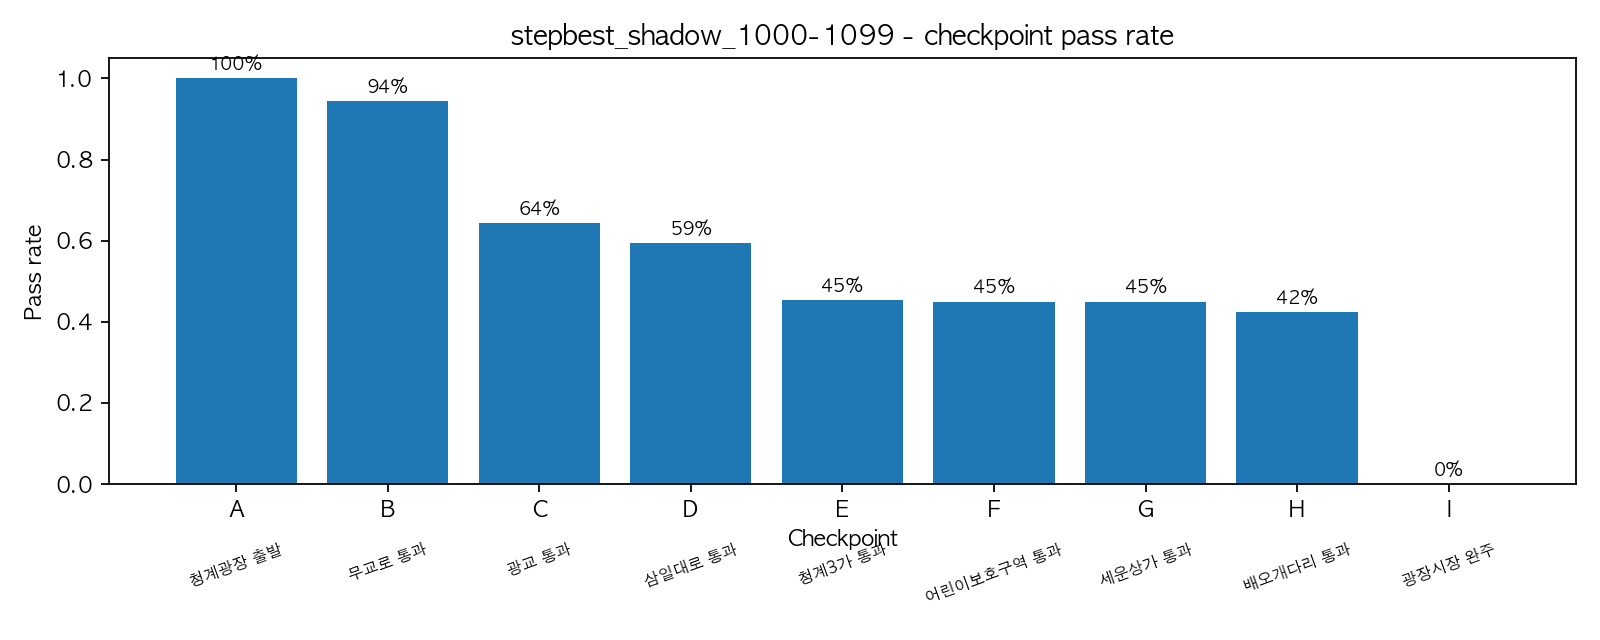 stepbest_shadow_1000-1099 - checkpoint pass rate
Pass rate
1.0
0.8
0.6
0.4
0.2
0.0
100%
94%
64%
59%
45%
45%
45%
42%
0%
A B C D E F G H I
Checkpoint
청계광장 출발
무교로 통과
광교 통과
삼일대로 통과
청계3가 통과
어린이보호구역 통과
세운상가 통과
배오개다리 통과
광장시장 완주